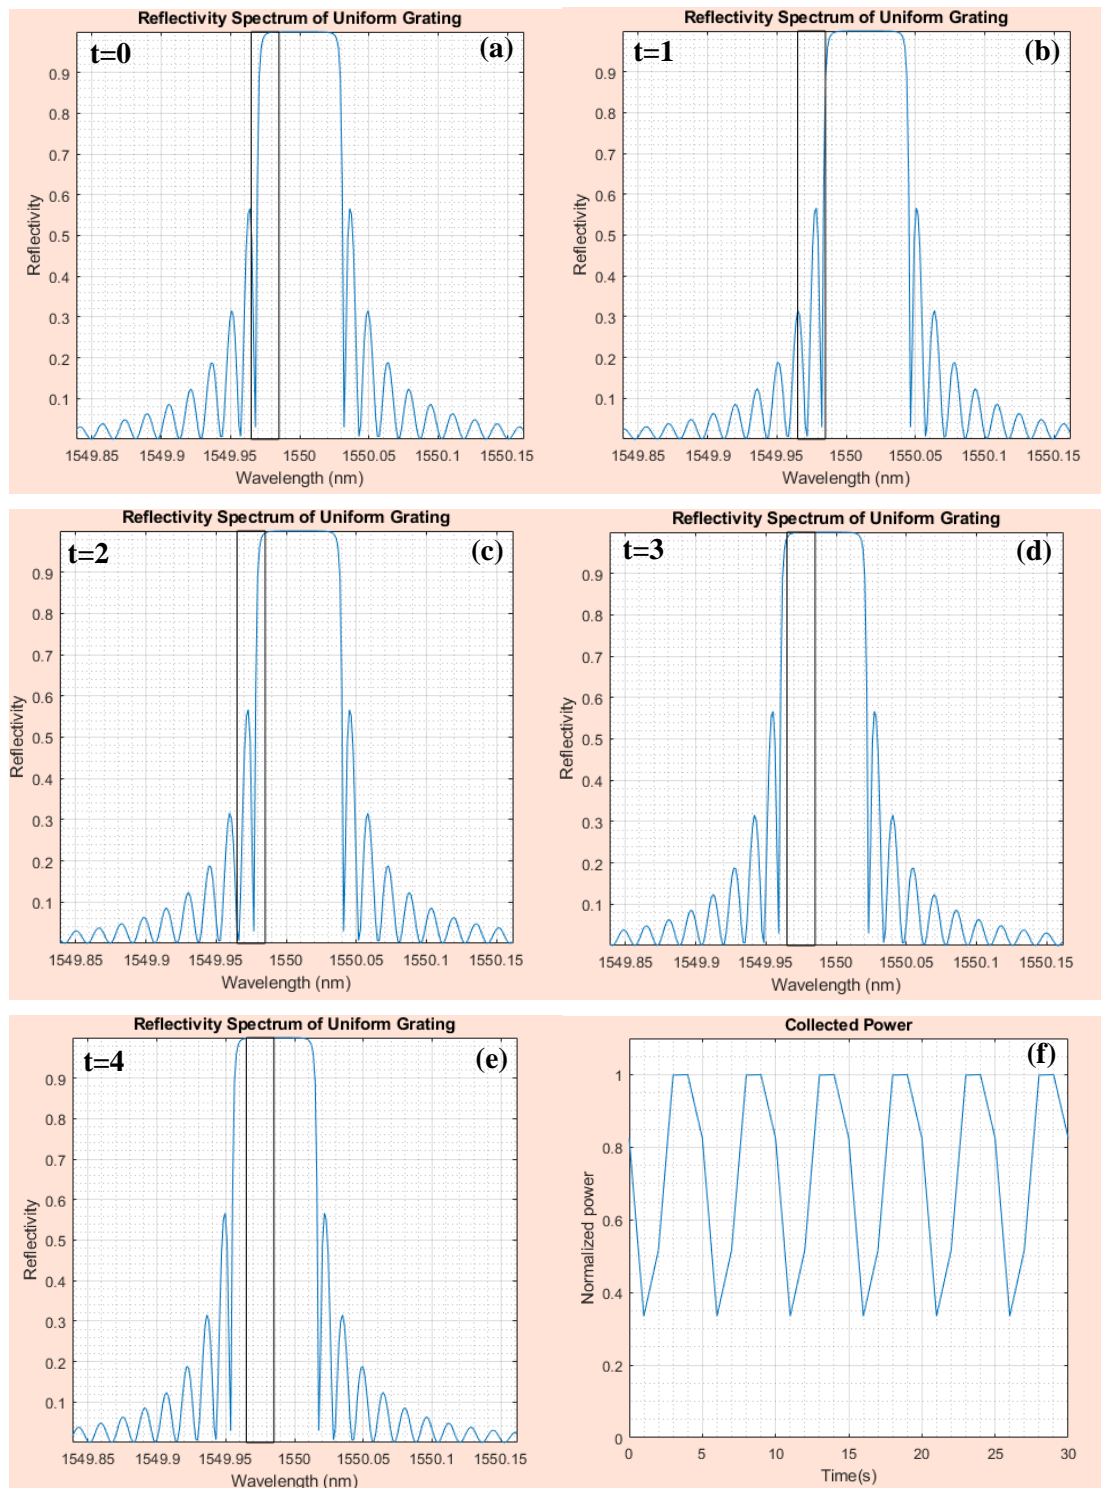 Reflectivity Spectrum of Uniform Grating
t=0
(a)
0.9
0.8
0.7
0.6
0.5
0.4
0.3
0.2
0.1
Reflectivity
1549.85 1549.9 1549.95 1550 1550.05 1550.1 1550.15
Wavelength (nm)
Reflectivity Spectrum of Uniform Grating
t=1
(b)
0.9
0.8
0.7
0.6
0.5
0.4
0.3
0.2
0.1
Reflectivity
1549.85 1549.9 1549.95 1550 1550.05 1550.1 1550.15
Wavelength (nm)
Reflectivity Spectrum of Uniform Grating
t=2
(c)
0.9
0.8
0.7
0.6
0.5
0.4
0.3
0.2
0.1
Reflectivity
1549.85 1549.9 1549.95 1550 1550.05 1550.1 1550.15
Wavelength (nm)
Reflectivity Spectrum of Uniform Grating
t=3
(d)
0.9
0.8
0.7
0.6
0.5
0.4
0.3
0.2
0.1
Reflectivity
1549.85 1549.9 1549.95 1550 1550.05 1550.1 1550.15
Wavelength (nm)
Reflectivity Spectrum of Uniform Grating
t=4
(e)
0.9
0.8
0.7
0.6
0.5
0.4
0.3
0.2
0.1
Reflectivity
1549.85 1549.9 1549.95 1550 1550.05 1550.1 1550.15
Wavelength (nm)
Collected Power
(f)
1
0.8
0.6
0.4
0.2
0
Normalized power
0 5 10 15 20 25 30
Time(s)